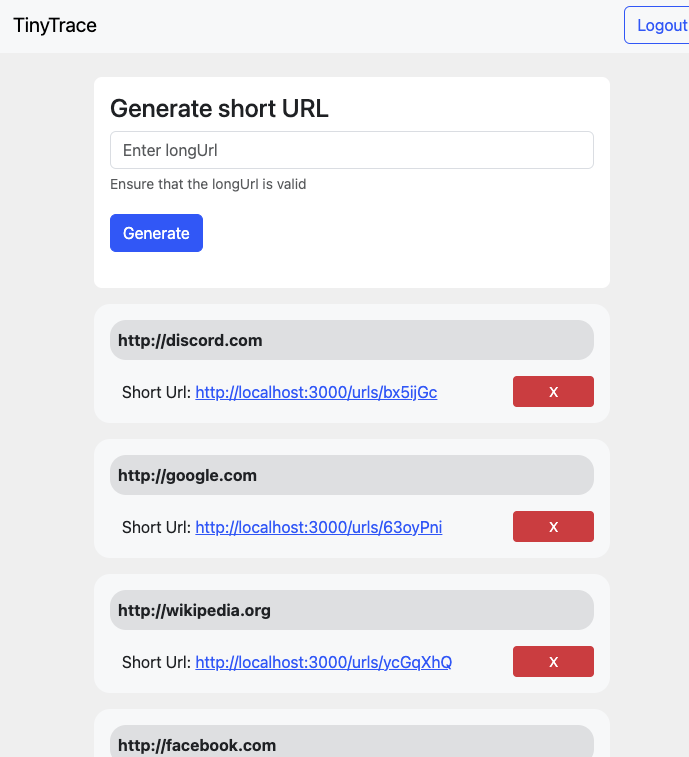 TinyTrace
Logout
Generate short URL
Enter longUrl
Ensure that the longUrl is valid
Generate
http://discord.com
Short Url: http://localhost:3000/urls/bx5ijGc
X
http://google.com
Short Url: http://localhost:3000/urls/63oyPni
X
http://wikipedia.org
Short Url: http://localhost:3000/urls/ycGqXhQ
X
http://facebook.com